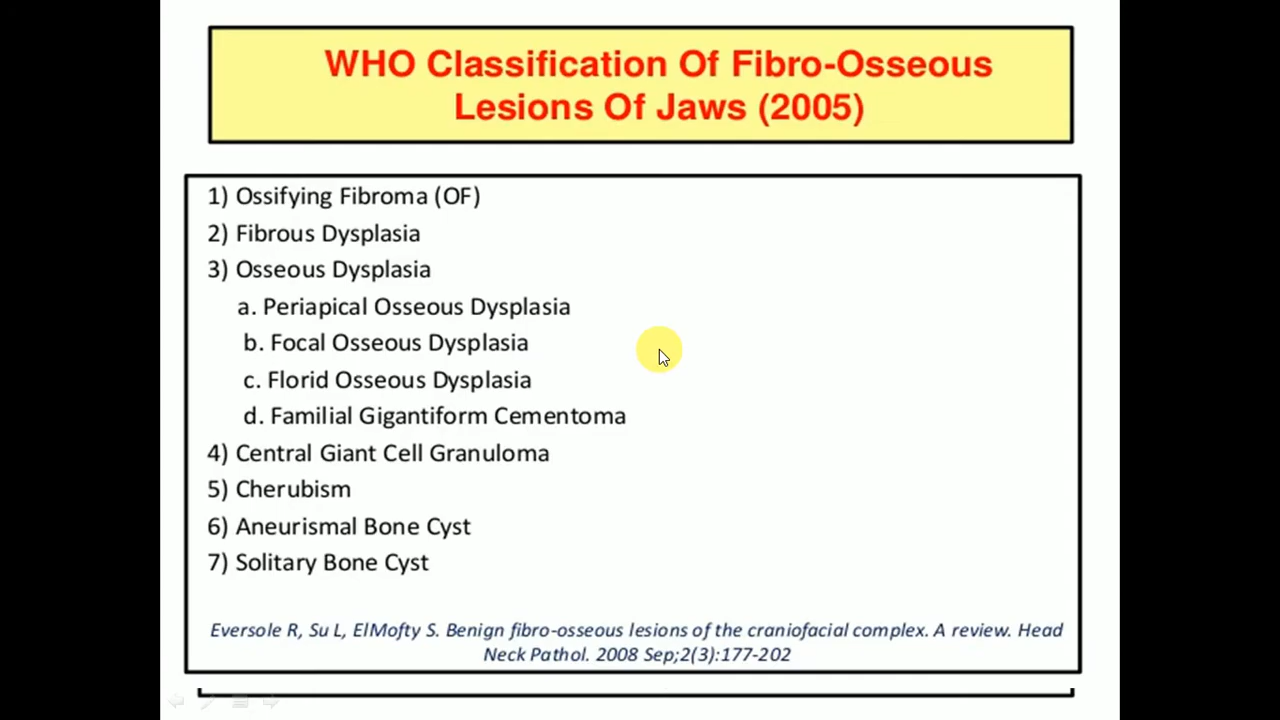 WHO Classification Of Fibro-Osseous
Lesions Of Jaws (2005)
1) Ossifying Fibroma (OF)
2) Fibrous Dysplasia
3) Osseous Dysplasia
a. Periapical Osseous Dysplasia
b. Focal Osseous Dysplasia
c. Florid Osseous Dysplasia
d. Familial Gigantiform Cementoma
4) Central Giant Cell Granuloma
5) Cherubism
6) Aneurismal Bone Cyst
7) Solitary Bone Cyst
Eversole R, Su L, ElMofty S. Benign fibro-osseous lesions of the craniofacial complex. A review. Head
Neck Pathol. 2008 Sep;2(3):177-202